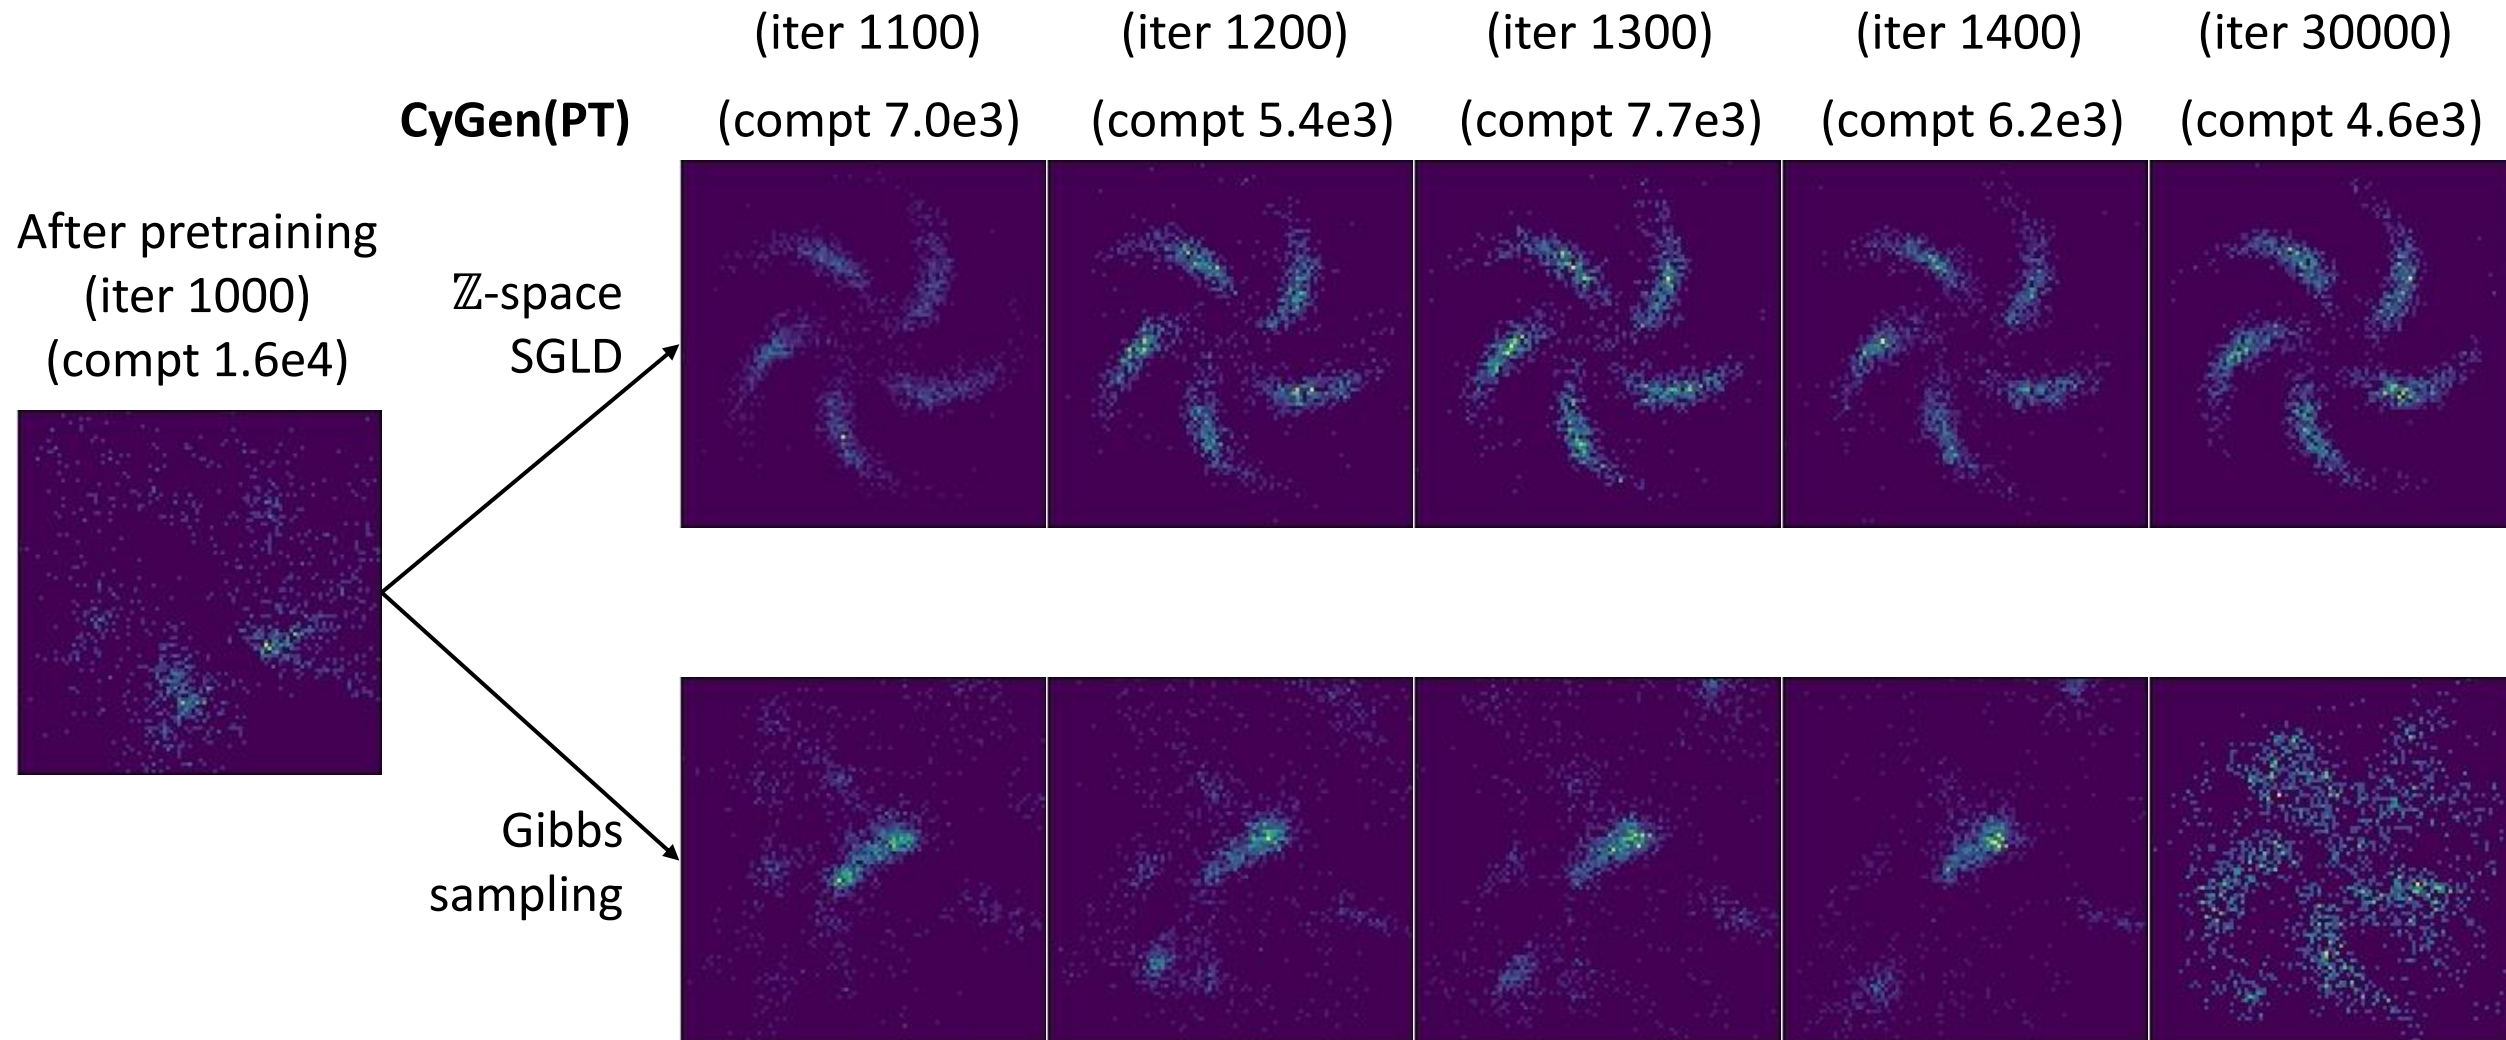 (iter 1100) (iter 1200) (iter 1300) (iter 1400) (iter 30000)
CyGen(PT) (compt 7.0e3) (compt 5.4e3) (compt 7.7e3) (compt 6.2e3) (compt 4.6e3)
After pretraining
(iter 1000)
(compt 1.6e4)
ℤ-space
SGLD
Gibbs
sampling